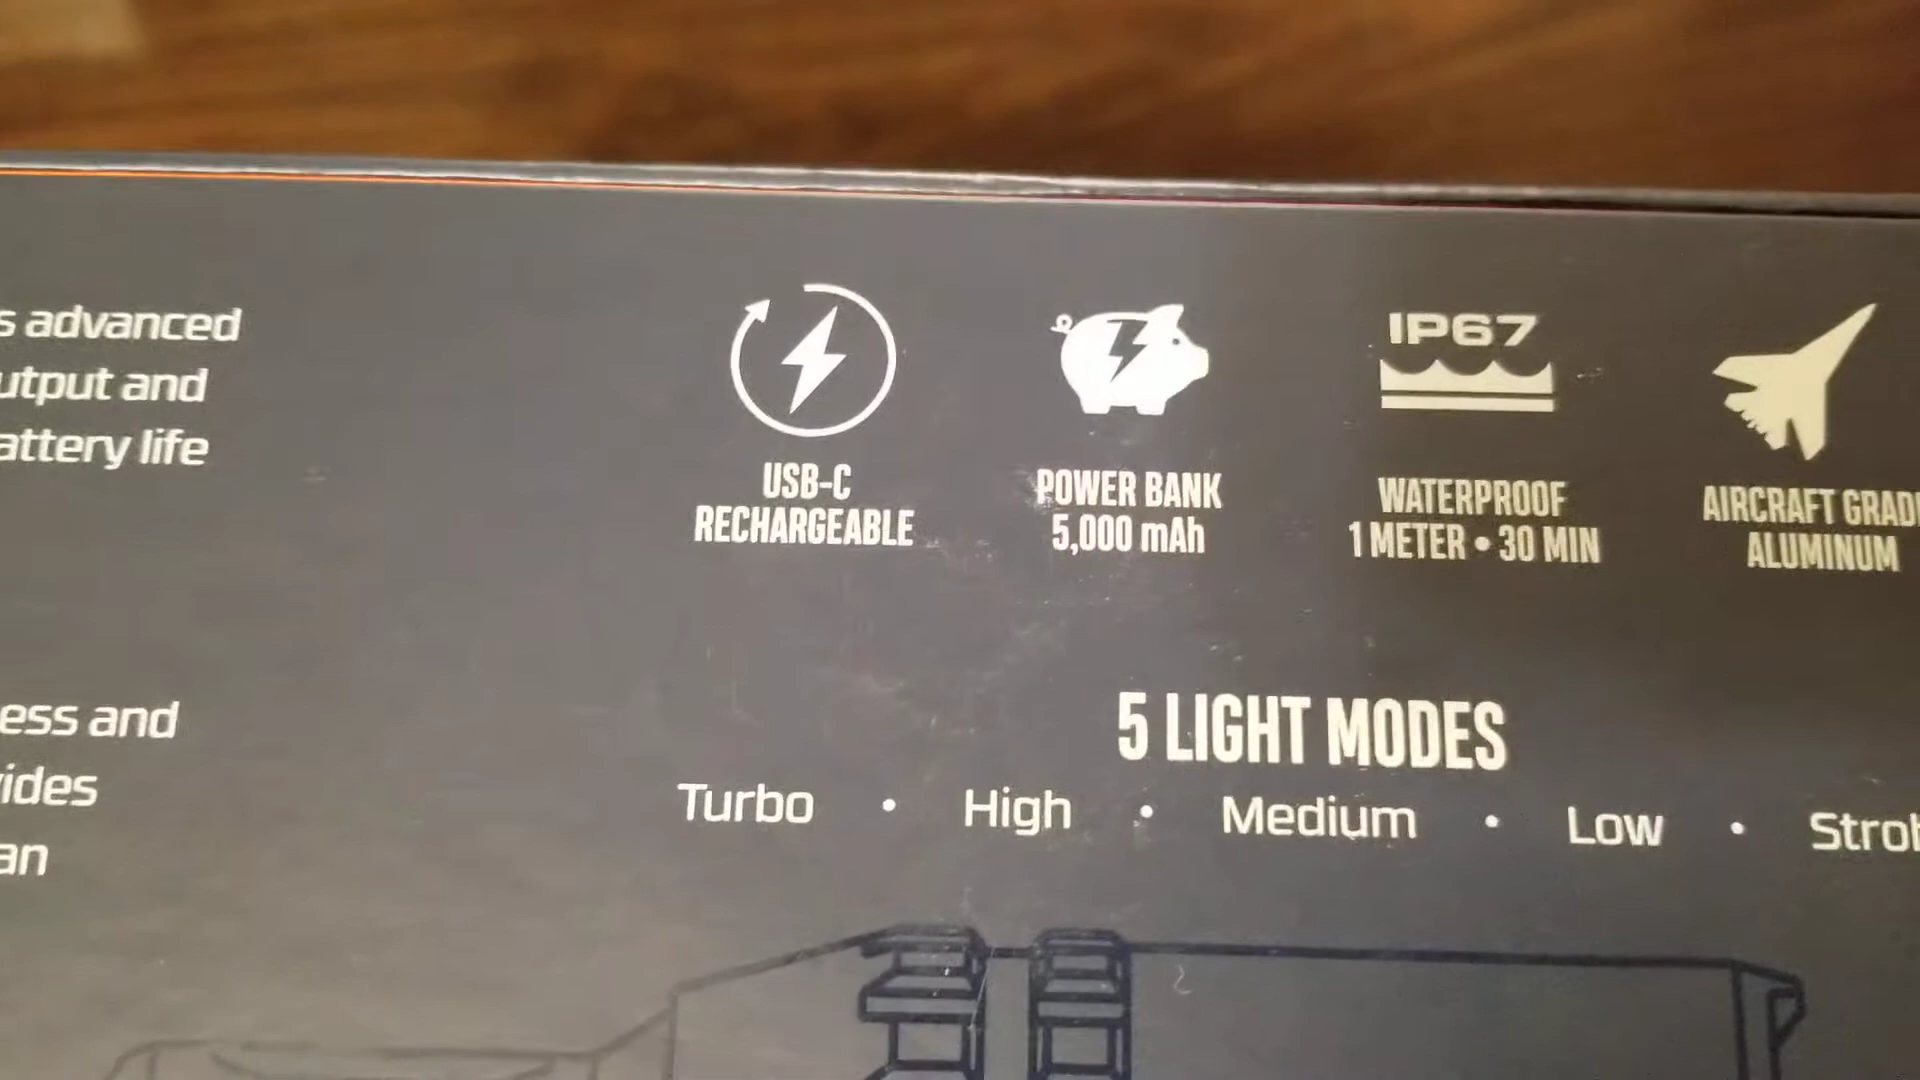 s advanced
utput and
attery life
ess and
vides
an
USB-C
RECHARGEABLE
POWER BANK
5,000 mAh
IP67
WATERPROOF
1 METER • 30 MIN
AIRCRAFT GRAD
ALUMINUM
5 LIGHT MODES
Turbo • High • Medium • Low • Strob